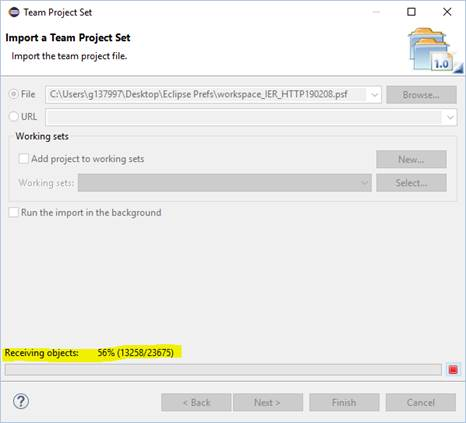 Team Project Set
Import a Team Project Set
Import the team project file.
1.0
File C:\Users\g137997\Desktop\Eclipse Prefs\workspace_IER_HTTP190208.psf Browse...
URL
Working sets
Add project to working sets New...
Working sets: Select...
Run the import in the background
Receiving objects: 56% (13258/23675)
? < Back Next > Finish Cancel